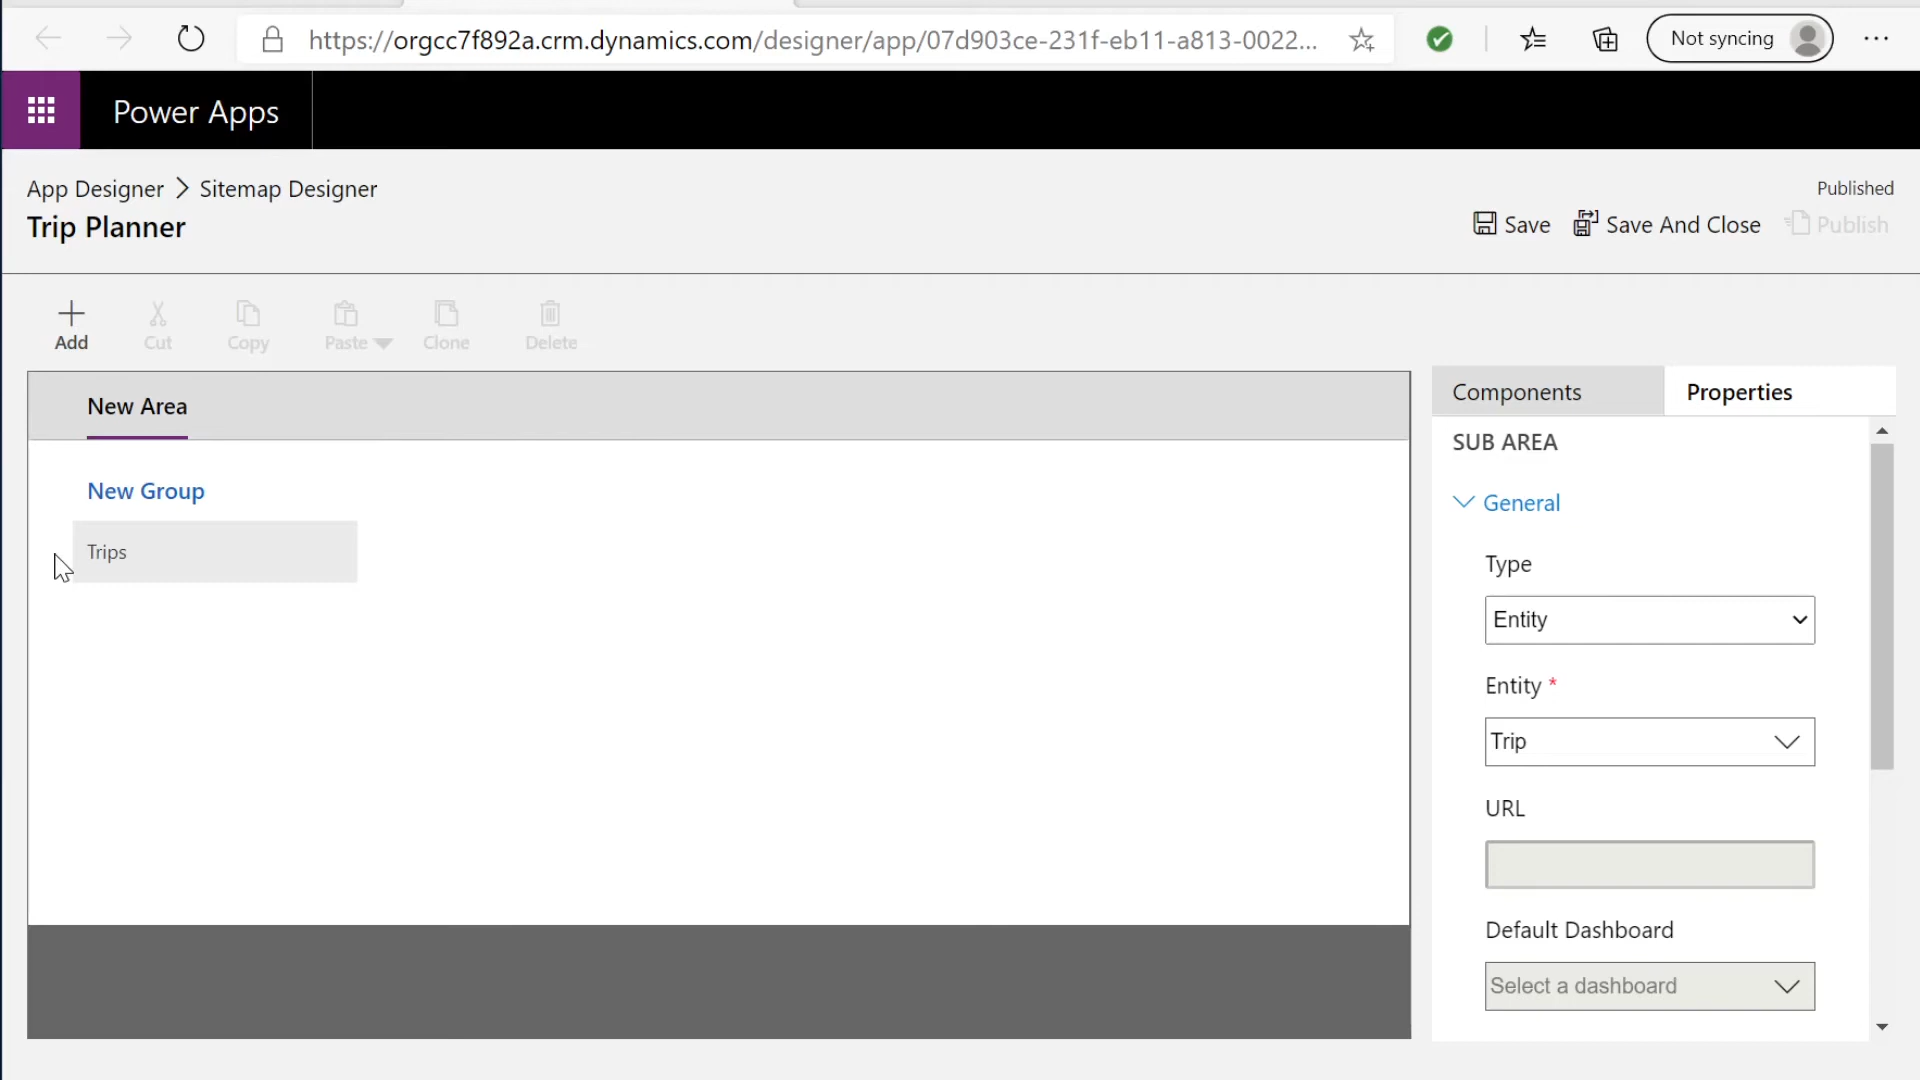 https://orgcc7f892a.crm.dynamics.com/designer/app/07d903ce-231f-eb11-a813-0022...
Not syncing
Power Apps
App Designer > Sitemap Designer
Published
Trip Planner
Save
Save And Close
Publish
Add
Cut
Copy
Paste
Clone
Delete
Components
Properties
New Area
SUB AREA
New Group
General
Trips
Type
Entity
Entity *
Trip
URL
Default Dashboard
Select a dashboard